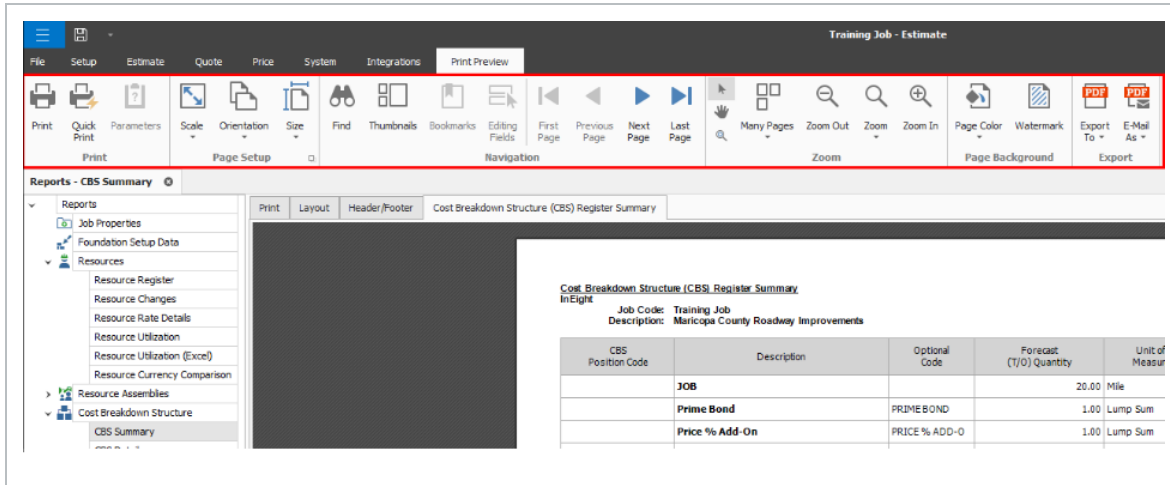 Training Job - Estimate
File Setup Estimate Quote Price System Integrations Print Preview
Print Quick Print Parameters Scale Orientation Size Find Thumbnails Bookmarks Editing Fields First Page Previous Page Next Page Last Page Many Pages Zoom Out Zoom Zoom In Page Color Watermark PDF Export To PDF E-Mail As
Print Page Setup Navigation Zoom Page Background Export
Reports - CBS Summary
Reports
Job Properties
Foundation Setup Data
Resources
Resource Register
Resource Changes
Resource Rate Details
Resource Utilization
Resource Utilization (Excel)
Resource Currency Comparison
Resource Assemblies
Cost Breakdown Structure
CBS Summary
Print Layout Header/Footer Cost Breakdown Structure (CBS) Register Summary
Cost Breakdown Structure (CBS) Register Summary
InEight
Job Code: Training Job
Description: Maricopa County Roadway Improvements
CBS Position Code Description Optional Code Forecast (T/O) Quantity Unit of Measur
JOB 20.00 Mile
Prime Bond PRIMEBOND 1.00 Lump Sum
Price % Add-On PRICE % ADD-O 1.00 Lump Sum